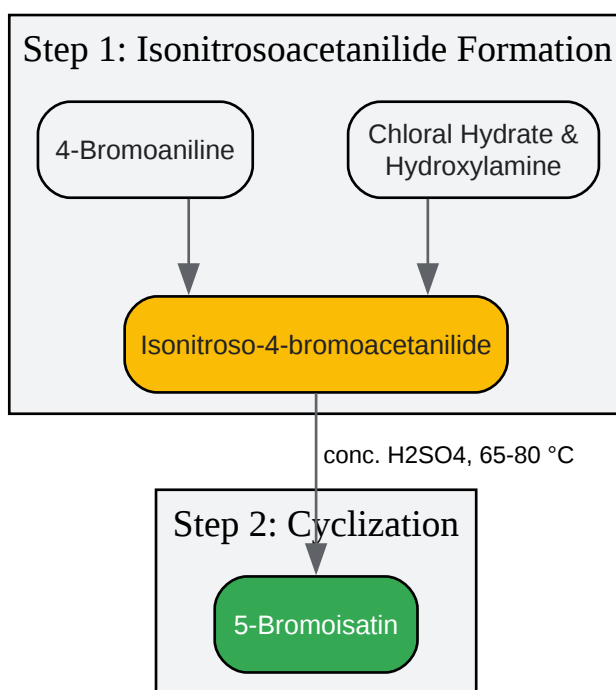 Step 1: Isonitrosoacetanilide Formation
4-Bromoaniline
Chloral Hydrate &
Hydroxylamine
Isonitroso-4-bromoacetanilide
conc. H2SO4, 65-80 °C
Step 2: Cyclization
5-Bromoisatin